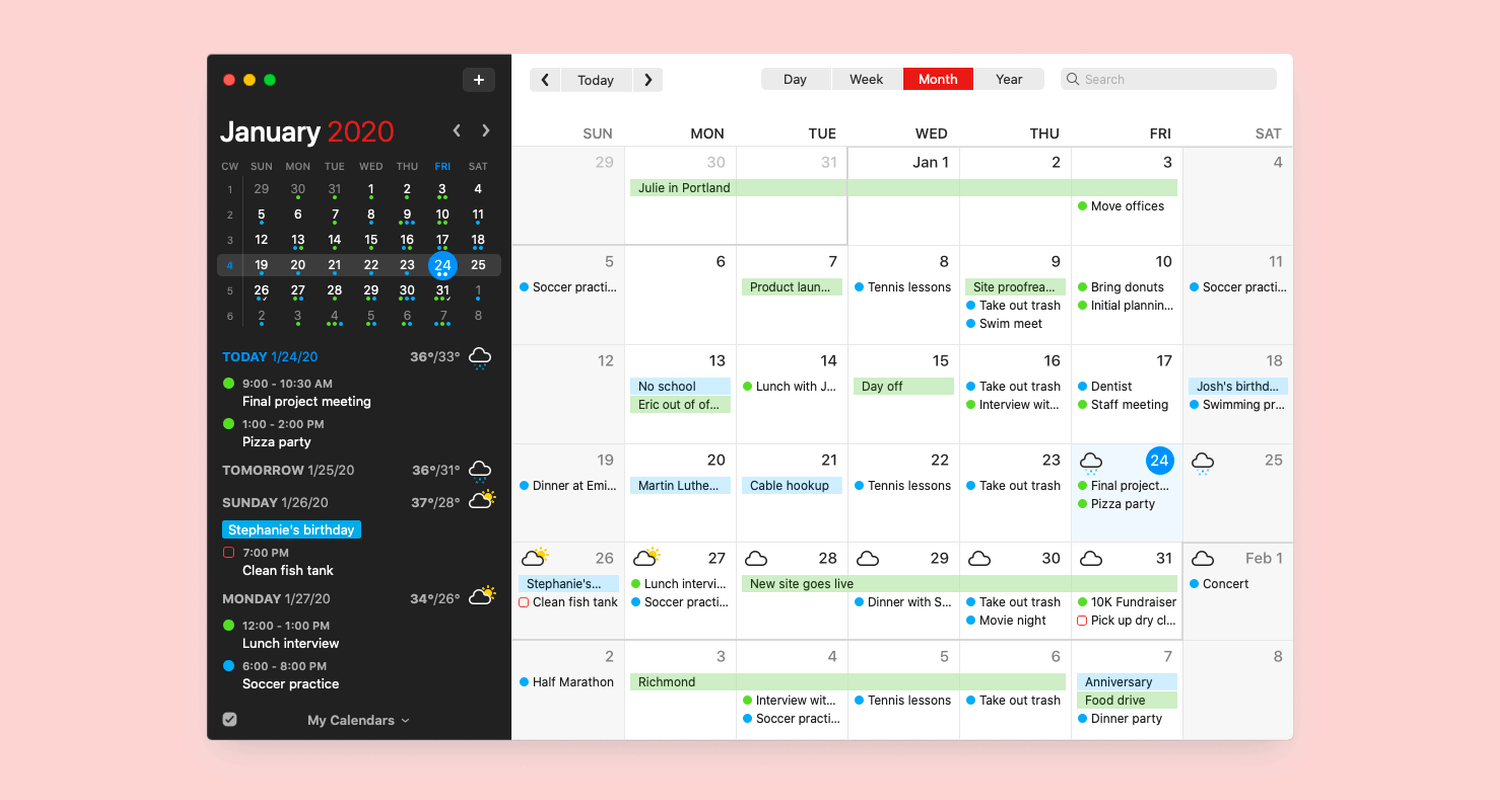 +
January 2020
CW SUN MON TUE WED THU FRI SAT
1 29 30 31 1 2 3 4
2 5 6 7 8 9 10 11
3 12 13 14 15 16 17 18
4 19 20 21 22 23 24 25
5 26 27 28 29 30 31 1
6 2 3 4 5 6 7 8
TODAY 1/24/20 36°/33°
9:00 - 10:30 AM
Final project meeting
1:00 - 2:00 PM
Pizza party
TOMORROW 1/25/20 36°/31°
SUNDAY 1/26/20 37°/28°
Stephanie's birthday
7:00 PM
Clean fish tank
MONDAY 1/27/20 34°/26°
12:00 - 1:00 PM
Lunch interview
6:00 - 8:00 PM
Soccer practice
My Calendars
Today Day Week Month Year Search
SUN MON TUE WED THU FRI SAT
29 30 31 Jan 1 2 3 4
Julie in Portland
Move offices
5 6 7 8 9 10 11
Soccer practi... Product laun... Tennis lessons Site proofrea... Bring donuts Soccer practi...
Take out trash Initial plannin...
Swim meet
12 13 14 15 16 17 18
No school Lunch with J... Day off Take out trash Dentist Josh's birthd...
Eric out of of... Interview wit... Staff meeting Swimming pr...
19 20 21 22 23 24 25
Dinner at Emi... Martin Luthe... Cable hookup Tennis lessons Take out trash Final project...
Pizza party
26 27 28 29 30 31 Feb 1
Stephanie's... Lunch intervi... New site goes live Concert
Clean fish tank Soccer practi... Dinner with S... Take out trash 10K Fundraiser
Movie night Pick up dry cl...
2 3 4 5 6 7 8
Half Marathon Richmond Anniversary
Interview wit... Tennis lessons Take out trash Food drive
Soccer practi... Dinner party